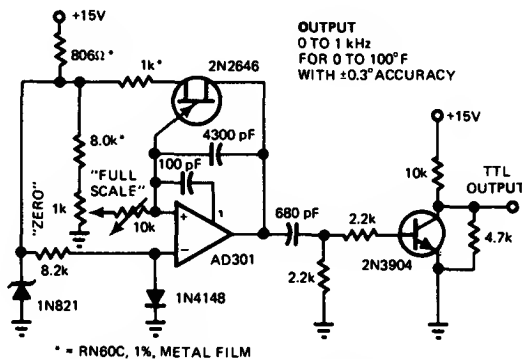 +15V
OUTPUT
0 TO 1 kHz
FOR 0 TO 100°F
WITH ±0.3° ACCURACY
806Ω*
1k*
2N2646
+15V
8.0k*
4300 pF
100 pF
10k
"FULL
SCALE"
TTL
OUTPUT
"ZERO"
1k
10k
+
1
680 pF
2.2k
4.7k
8.2k
−
AD301
2.2k
2N3904
1N821
1N4148
* = RN60C, 1%, METAL FILM